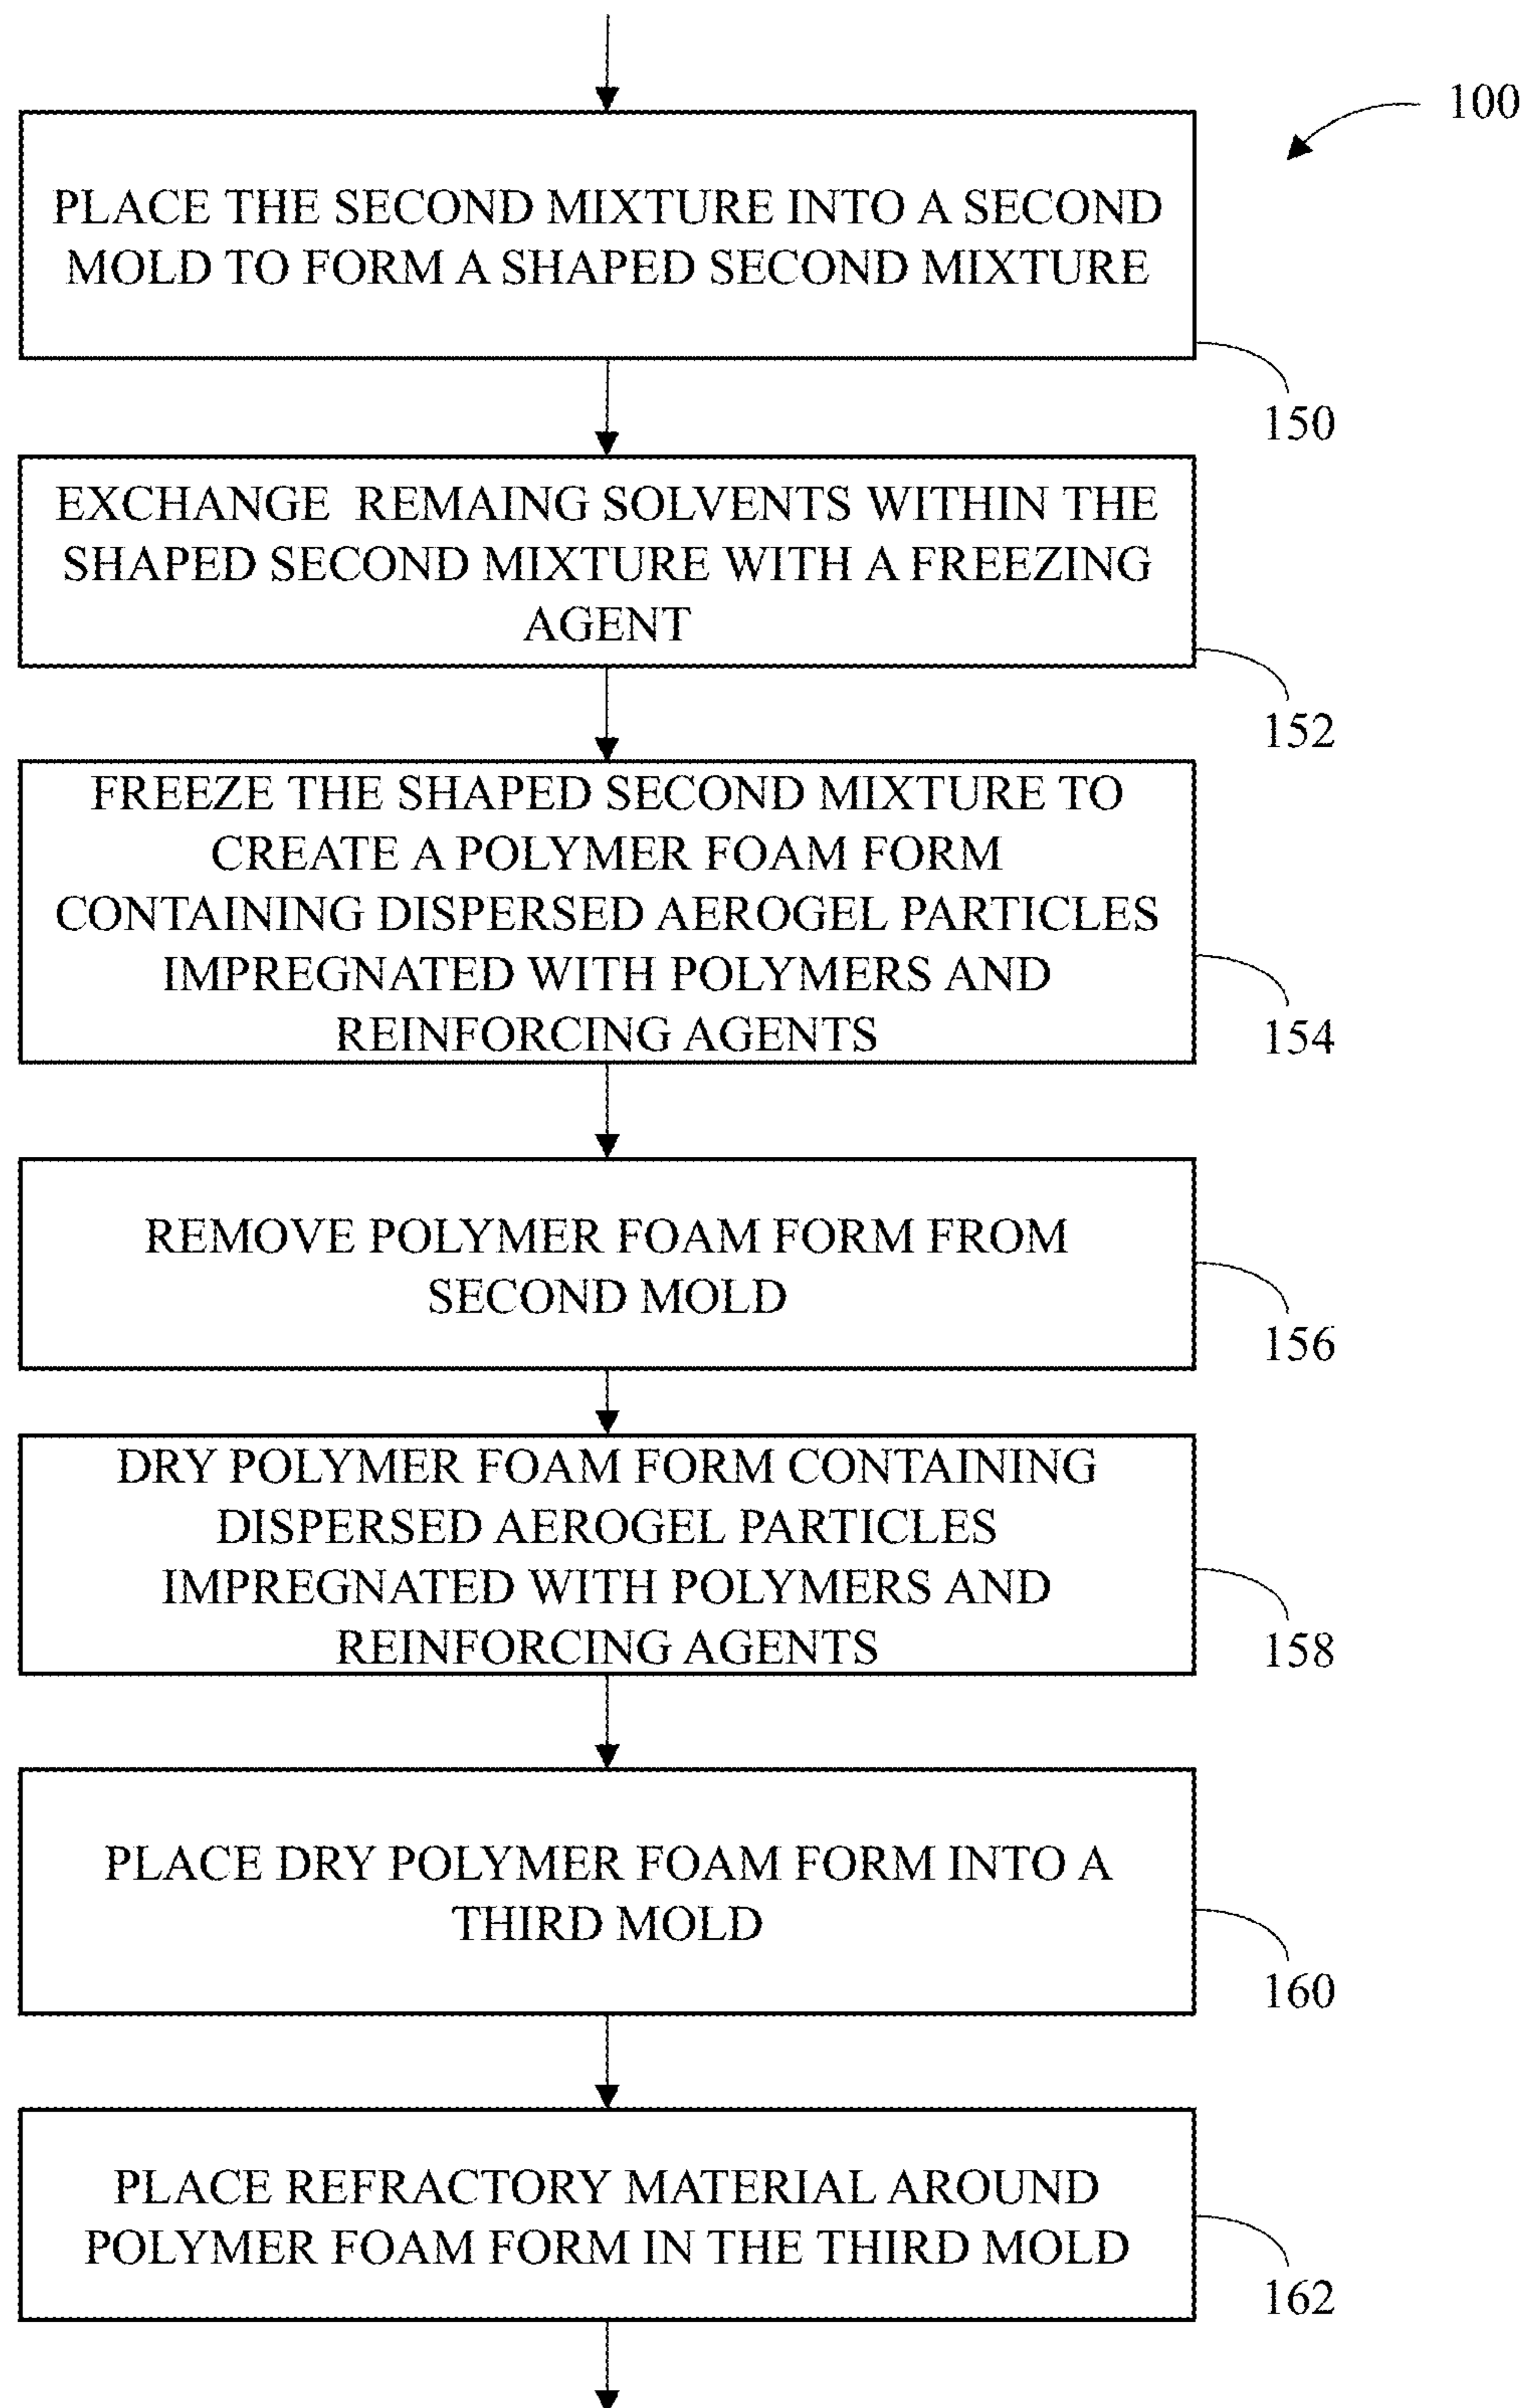 100
PLACE THE SECOND MIXTURE INTO A SECOND
MOLD TO FORM A SHAPED SECOND MIXTURE
150
EXCHANGE REMAING SOLVENTS WITHIN THE
SHAPED SECOND MIXTURE WITH A FREEZING
AGENT
152
FREEZE THE SHAPED SECOND MIXTURE TO
CREATE A POLYMER FOAM FORM
CONTAINING DISPERSED AEROGEL PARTICLES
IMPREGNATED WITH POLYMERS AND
REINFORCING AGENTS
154
REMOVE POLYMER FOAM FORM FROM
SECOND MOLD
156
DRY POLYMER FOAM FORM CONTAINING
DISPERSED AEROGEL PARTICLES
IMPREGNATED WITH POLYMERS AND
REINFORCING AGENTS
158
PLACE DRY POLYMER FOAM FORM INTO A
THIRD MOLD
160
PLACE REFRACTORY MATERIAL AROUND
POLYMER FOAM FORM IN THE THIRD MOLD
162